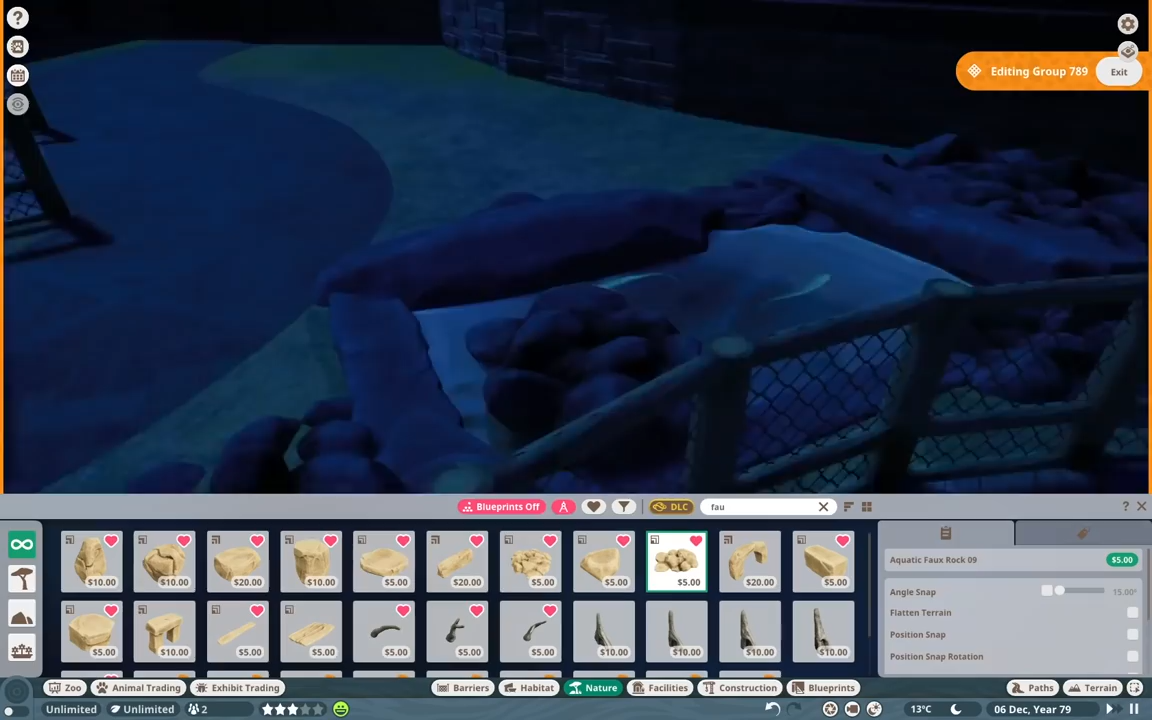 ?
Editing Group 789
Exit
Blueprints Off
DLC
fau
?
$10.00
$10.00
$20.00
$10.00
$5.00
$20.00
$5.00
$5.00
$5.00
$20.00
$5.00
$5.00
$10.00
$5.00
$5.00
$5.00
$5.00
$5.00
$10.00
$10.00
$10.00
$10.00
Aquatic Faux Rock 09
$5.00
Angle Snap
15.00°
Flatten Terrain
Position Snap
Position Snap Rotation
Zoo
Animal Trading
Exhibit Trading
Barriers
Habitat
Nature
Facilities
Construction
Blueprints
Paths
Terrain
Unlimited
Unlimited
2
13°C
06 Dec, Year 79